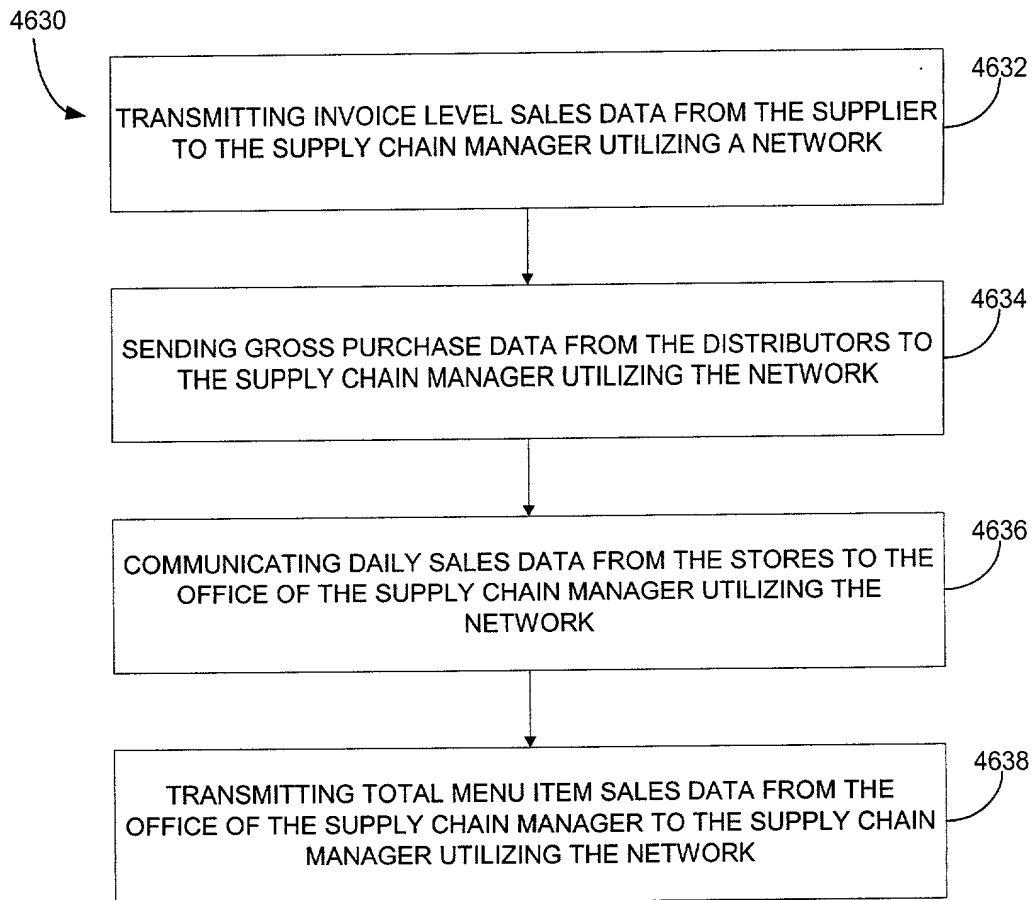 4630
4632
TRANSMITTING INVOICE LEVEL SALES DATA FROM THE SUPPLIER
TO THE SUPPLY CHAIN MANAGER UTILIZING A NETWORK
4634
SENDING GROSS PURCHASE DATA FROM THE DISTRIBUTORS TO
THE SUPPLY CHAIN MANAGER UTILIZING THE NETWORK
4636
COMMUNICATING DAILY SALES DATA FROM THE STORES TO THE
OFFICE OF THE SUPPLY CHAIN MANAGER UTILIZING THE
NETWORK
4638
TRANSMITTING TOTAL MENU ITEM SALES DATA FROM THE
OFFICE OF THE SUPPLY CHAIN MANAGER TO THE SUPPLY CHAIN
MANAGER UTILIZING THE NETWORK